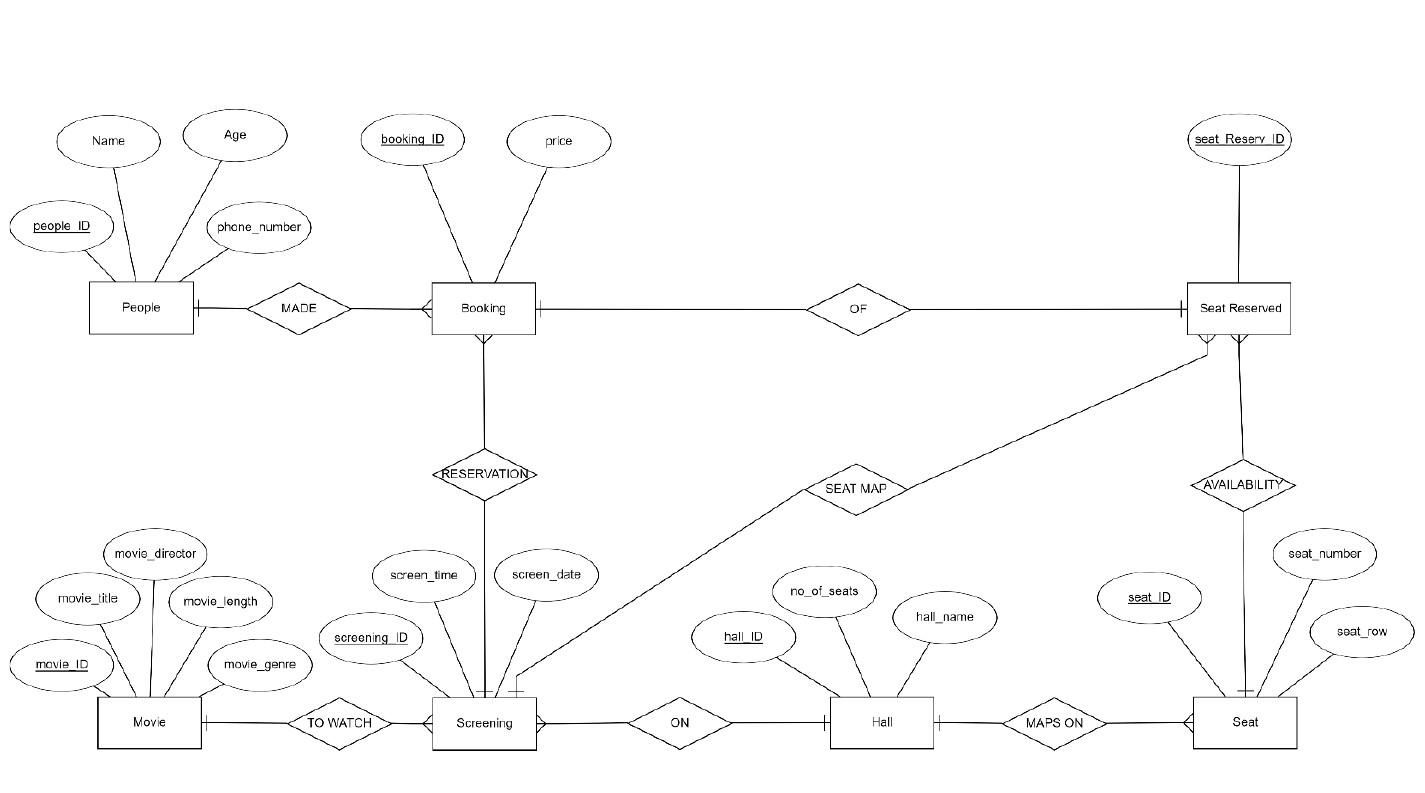 Name
Age
booking_ID
price
seat_Reserv_ID
people_ID
phone_number
People
MADE
Booking
OF
Seat Reserved
RESERVATION
SEAT MAP
AVAILABILITY
movie_director
movie_title
movie_length
screen_time
screen_date
no_of_seats
seat_number
seat_ID
movie_ID
movie_genre
screening_ID
hall_ID
hall_name
seat_row
Movie
TO WATCH
Screening
ON
Hall
MAPS ON
Seat